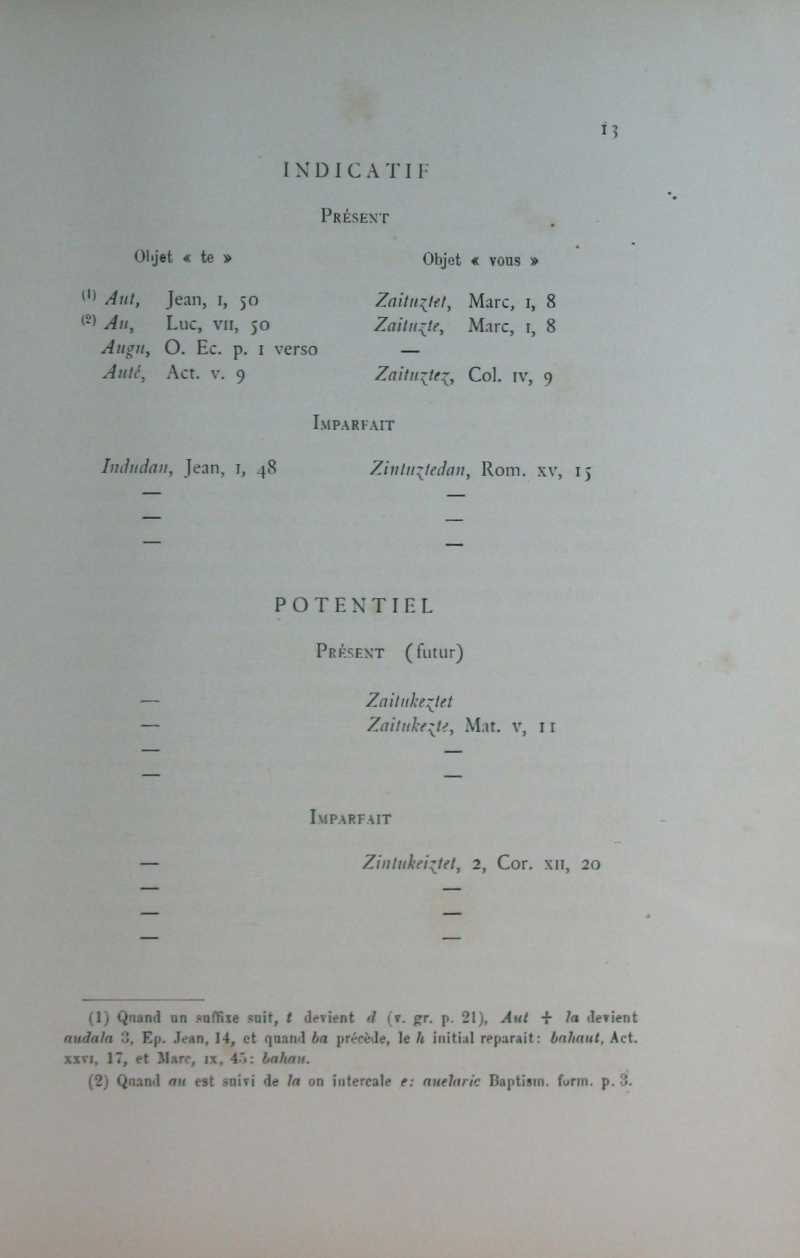 13
INDICATIF
PRÉSENT
Objet « te » Objet « vous »
(1) Aut, Jean, I, 50 Zaituztet, Marc, I, 8
(2) Au, Luc, VII, 50 Zaituzte, Marc, I, 8
Augu, O. Ec. p. 1 verso —
Auté, Act. v. 9 Zaituztez, Col. IV, 9
IMPARFAIT
Indudan, Jean, I, 48 Zintuztedan, Rom. XV, 15
— —
— —
— —
POTENTIEL
PRÉSENT (futur)
— Zaitukeztet
— Zaitukezte, Mat. V, 11
— —
— —
IMPARFAIT
— Zintukeiztet, 2, Cor. XII, 20
— —
— —
— —
(1) Quand un suffixe suit, t devient d (v. gr. p. 21), Aut + la devient
audala 3, Ep. Jean, 14, et quand ba précède, le h initial reparait: bahaut, Act.
XXVI, 17, et Marc, IX, 45: bahau.
(2) Quand au est suivi de la on intercale e: auelaric Baptism. form. p. 3.